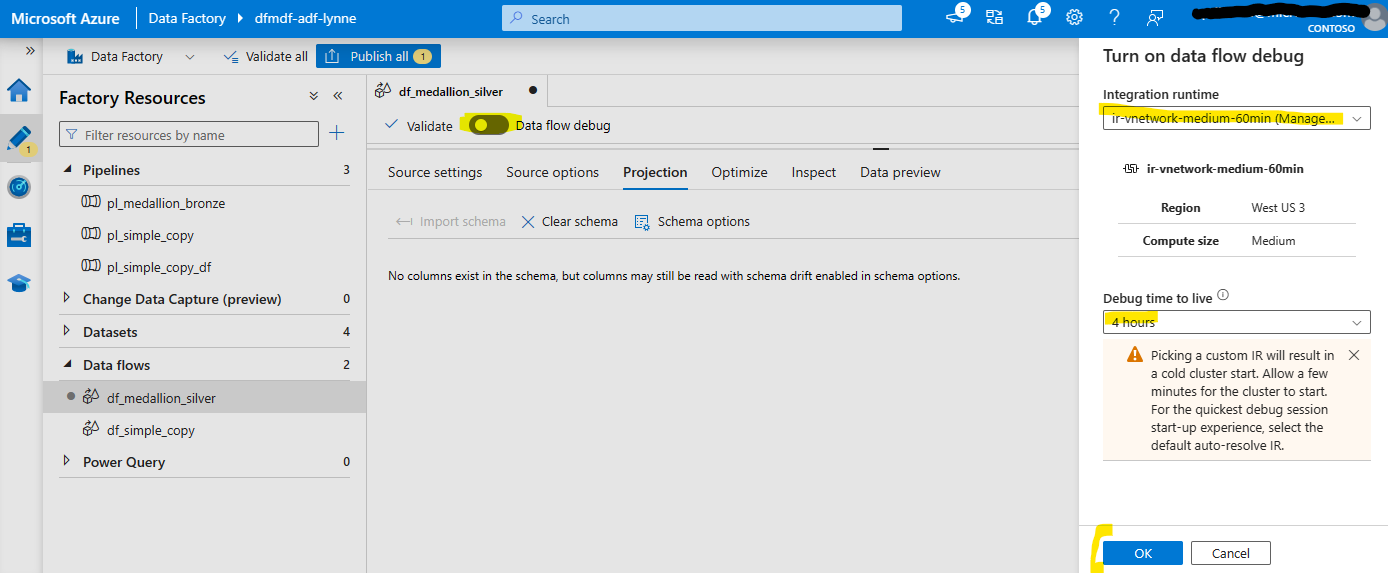 Microsoft Azure
Data Factory
dfmdf-adf-lynne
Search
5
5
CONTOSO
Data Factory
Validate all
Publish all
1
1
Factory Resources
Filter resources by name
Pipelines 3
pl_medallion_bronze
pl_simple_copy
pl_simple_copy_df
Change Data Capture (preview) 0
Datasets 4
Data flows 2
df_medallion_silver
df_simple_copy
Power Query 0
df_medallion_silver
Validate
Data flow debug
Source settings
Source options
Projection
Optimize
Inspect
Data preview
Import schema
Clear schema
Schema options
No columns exist in the schema, but columns may still be read with schema drift enabled in schema options.
Turn on data flow debug
Integration runtime
ir-vnetwork-medium-60min (Manage...
ir-vnetwork-medium-60min
Region West US 3
Compute size Medium
Debug time to live
4 hours
Picking a custom IR will result in
a cold cluster start. Allow a few
minutes for the cluster to start.
For the quickest debug session
start-up experience, select the
default auto-resolve IR.
OK
Cancel